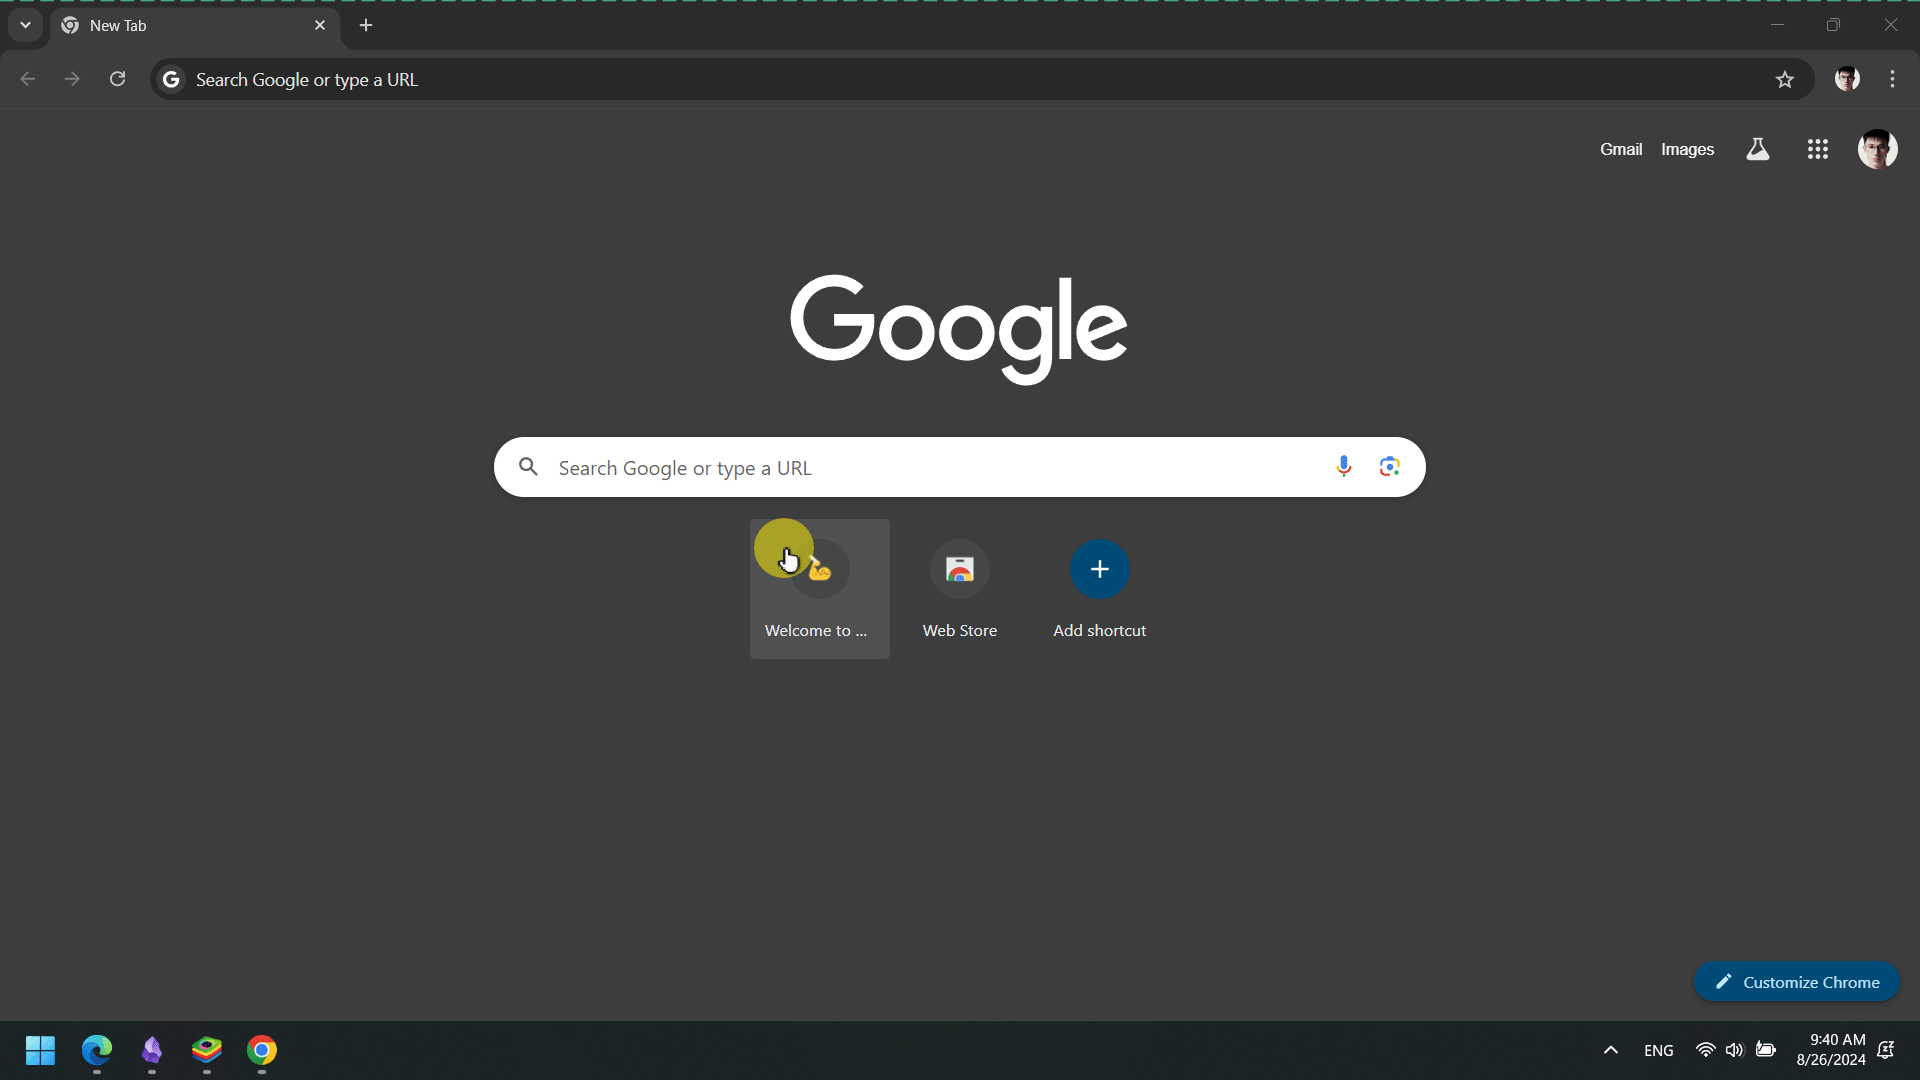 New Tab
Search Google or type a URL
Gmail Images
Google
Search Google or type a URL
Welcome to ...
Web Store
Add shortcut
Customize Chrome
ENG
9:40 AM
8/26/2024